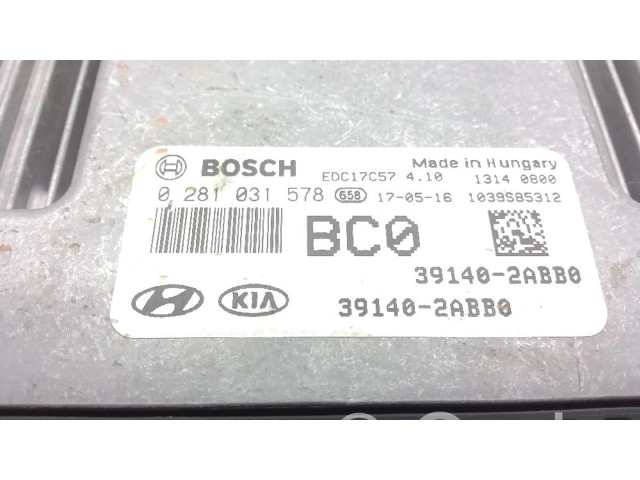 BOSCH EDC17C57 4.10 Made in Hungary
1314 0800
0 281 031 578 658 17-05-16 1039S85312
BC0
39140-2ABB0
KIA 39140-2ABB0